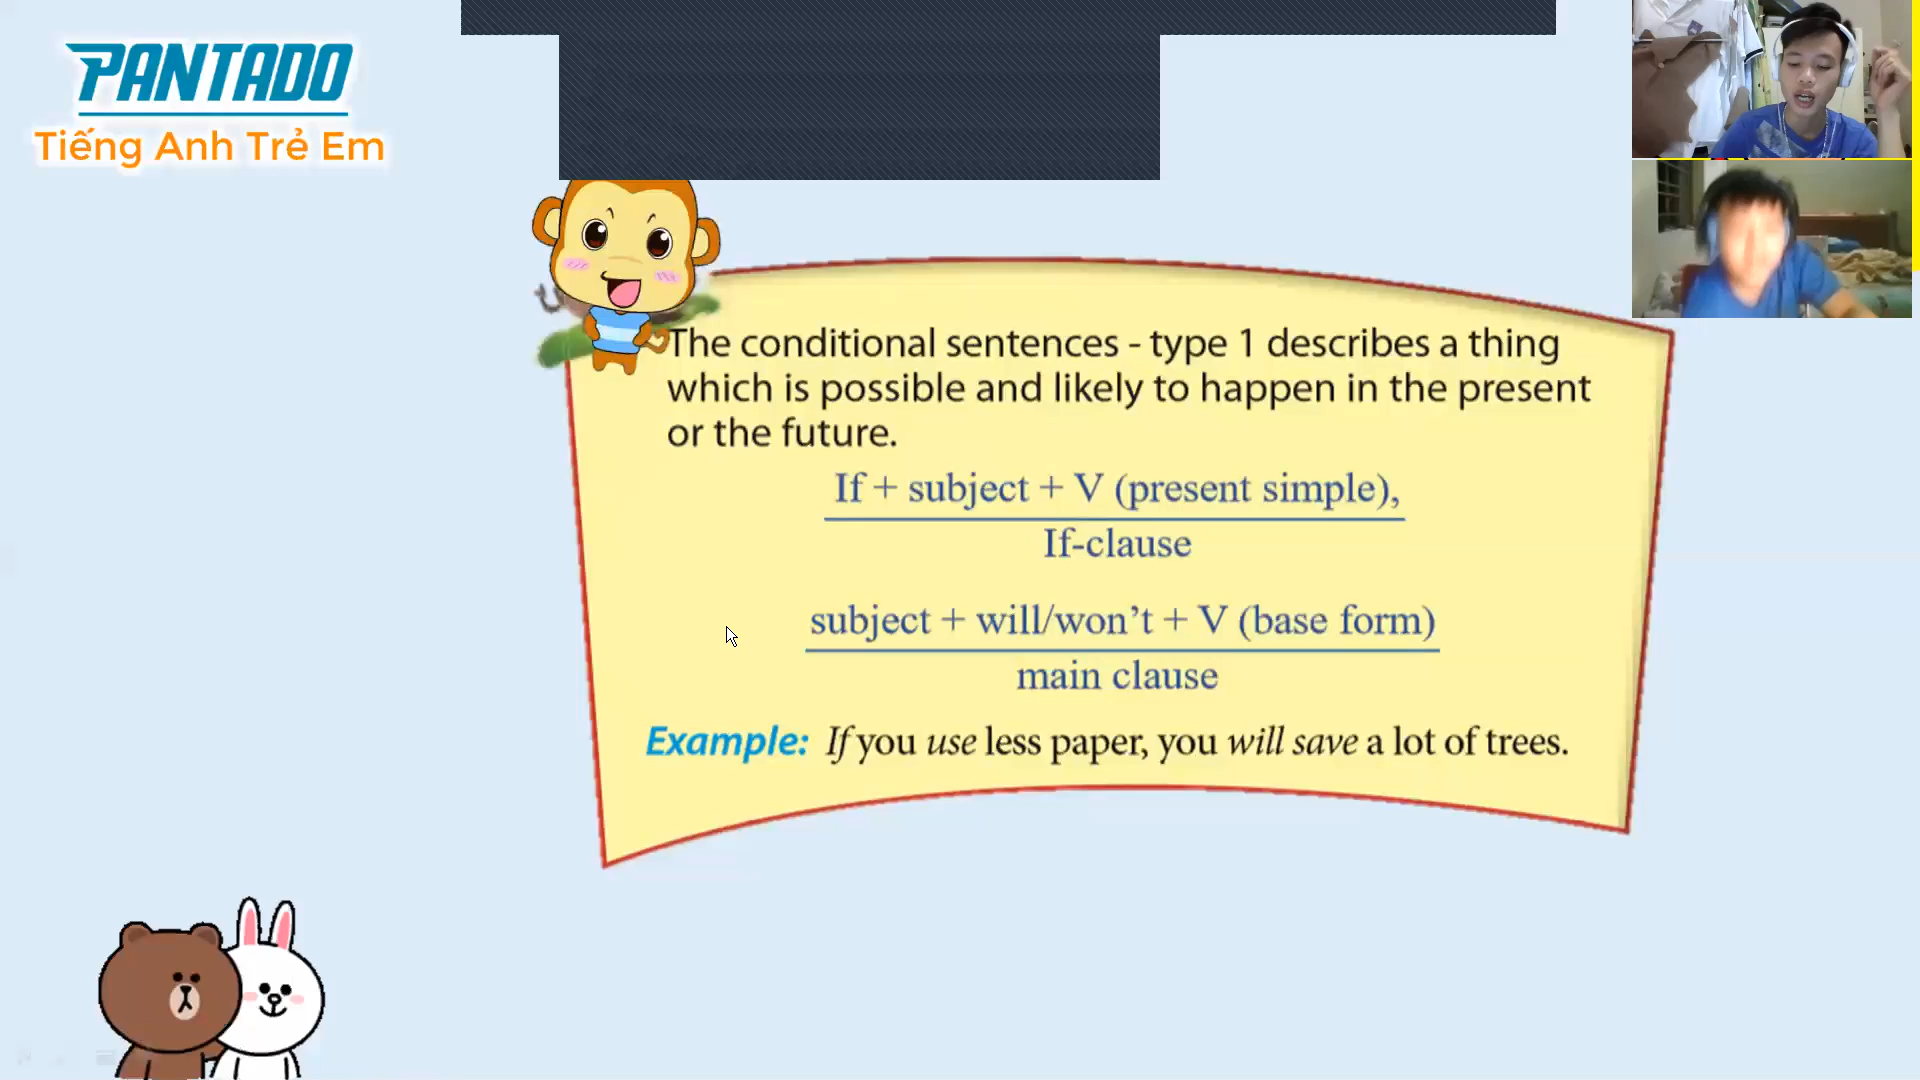 PANTADO
Tiếng Anh Trẻ Em
The conditional sentences - type 1 describes a thing
which is possible and likely to happen in the present
or the future.
If + subject + V (present simple),
If-clause
subject + will/won’t + V (base form)
main clause
Example: If you use less paper, you will save a lot of trees.